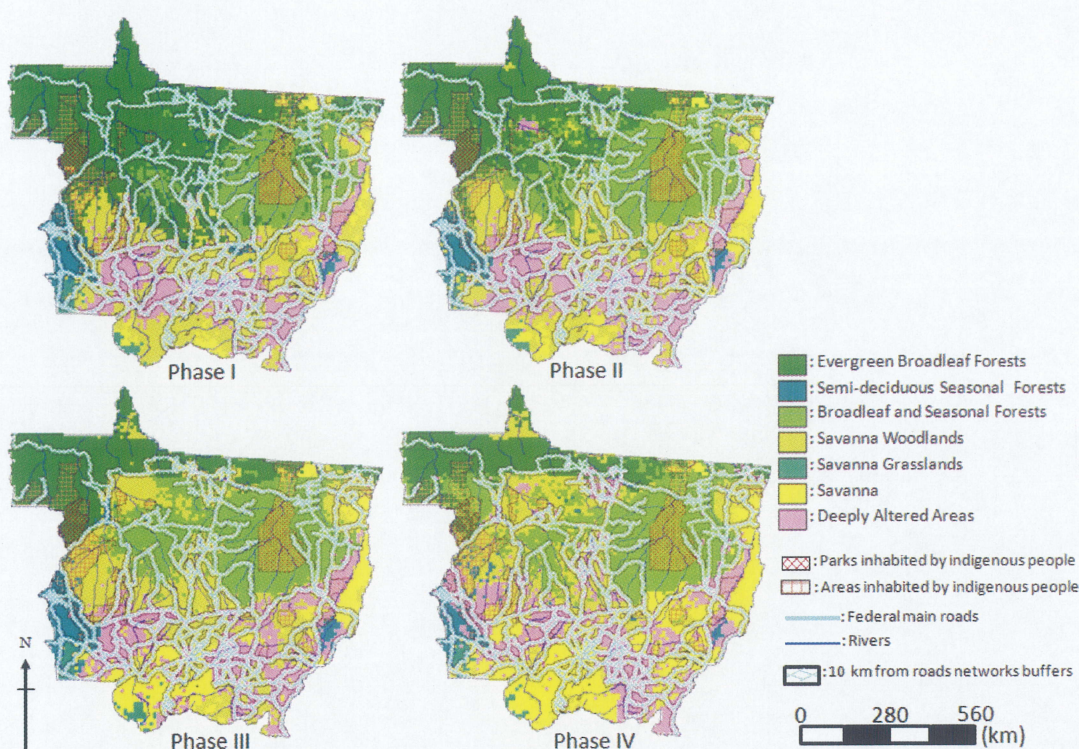 Phase I
Phase II
: Evergreen Broadleaf Forests
: Semi-deciduous Seasonal Forests
: Broadleaf and Seasonal Forests
: Savanna Woodlands
: Savanna Grasslands
: Savanna
: Deeply Altered Areas
: Parks inhabited by indigenous people
: Areas inhabited by indigenous people
: Federal main roads
: Rivers
:10 km from roads networks buffers
N
0 280 560
(km)
Phase III
Phase IV